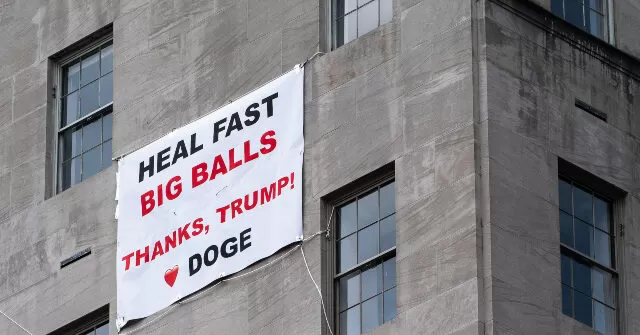 HEAL FAST
BIG BALLS
THANKS, TRUMP!
❤ DOGE